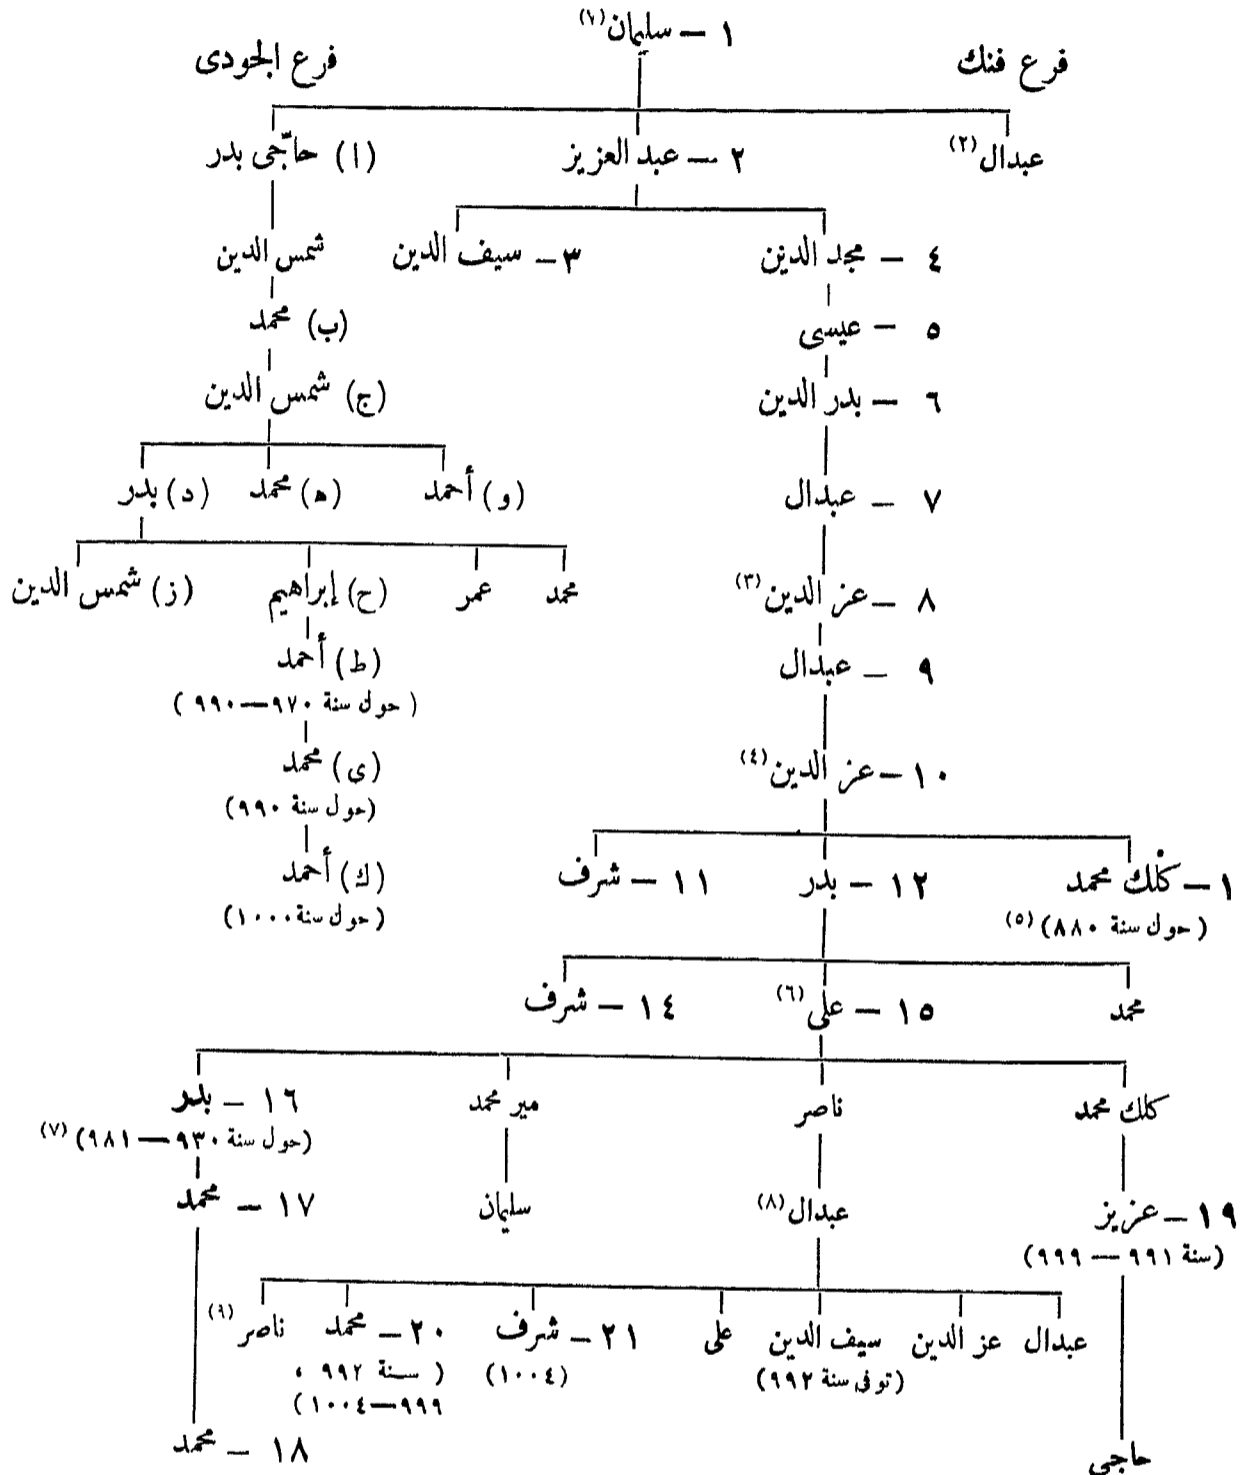 ١ – سليمان (١)
فرع فنك
فرع الجودى
عبدال (٢)
٢ – عبد العزيز
(ا) حاجّى بدر
٤ – مجد الدين
٣ – سيف الدين
شمس الدين
٥ – عيسى
(ب) محمد
٦ – بدر الدين
(ج) شمس الدين
٧ – عبدال
(و) أحمد
(ه) محمد
(د) بدر
٨ – عز الدين (٣)
محمد
عمر
(ح) إبراهيم
(ز) شمس الدين
٩ – عبدال
(ط) أحمد
(حول سنة ٩٧٠—٩٩٠)
١٠ – عز الدين (٤)
(ى) محمد
(حول سنة ٩٩٠)
١ – كلك محمد
(حول سنة ٨٨٠) (٥)
١٢ – بدر
١١ – شرف
(ك) أحمد
(حول سنة ١٠٠٠)
محمد
١٥ – على (٦)
١٤ – شرف
كلك محمد
ناصر
مير محمد
١٦ – بدر
(حول سنة ٩٣٠—٩٨١) (٧)
١٩ – عزيز
(سنة ٩٩١—٩٩٩)
عبدال (٨)
سليمان
١٧ – محمد
عبدال
عز الدين
سيف الدين
(توفى سنة ٩٩٢)
على
٢١ – شرف
(١٠٠٤)
٢٠ – محمد
(سنة ٩٩٢ ،
٩٩٩—١٠٠٤)
ناصر (٩)
حاجى
١٨ – محمد